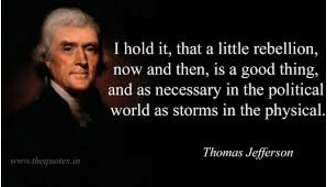 I hold it, that a little rebellion,
now and then, is a good thing,
and as necessary in the political
world as storms in the physical.
Thomas Jefferson
www.thequotes.in